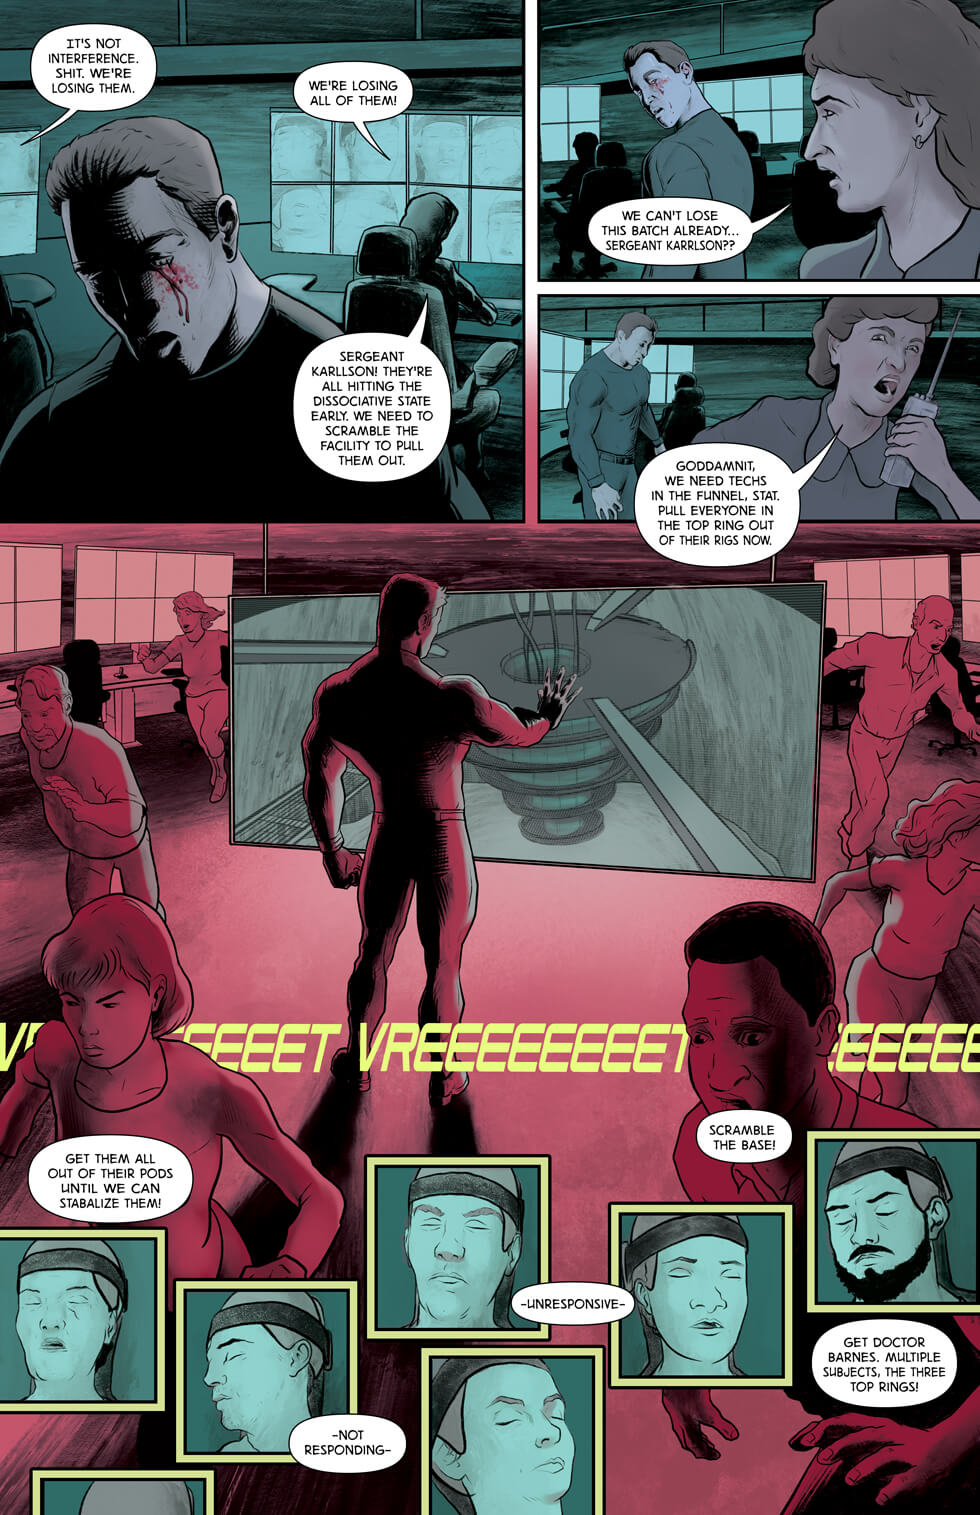 IT'S NOT
INTERFERENCE.
SHIT. WE'RE
LOSING THEM.
WE'RE LOSING
ALL OF THEM!
SERGEANT
KARLLSON! THEY'RE
ALL HITTING THE
DISSOCIATIVE STATE
EARLY. WE NEED TO
SCRAMBLE THE
FACILITY TO PULL
THEM OUT.
WE CAN'T LOSE
THIS BATCH ALREADY...
SERGEANT KARRLSON??
GODDAMNIT,
WE NEED TECHS
IN THE FUNNEL, STAT.
PULL EVERYONE IN
THE TOP RING OUT
OF THEIR RIGS NOW.
VREEEEET VREEEEEEEEET EEEEEE
SCRAMBLE
THE BASE!
GET THEM ALL
OUT OF THEIR PODS
UNTIL WE CAN
STABALIZE THEM!
-UNRESPONSIVE-
GET DOCTOR
BARNES. MULTIPLE
SUBJECTS, THE THREE
TOP RINGS!
-NOT
RESPONDING-